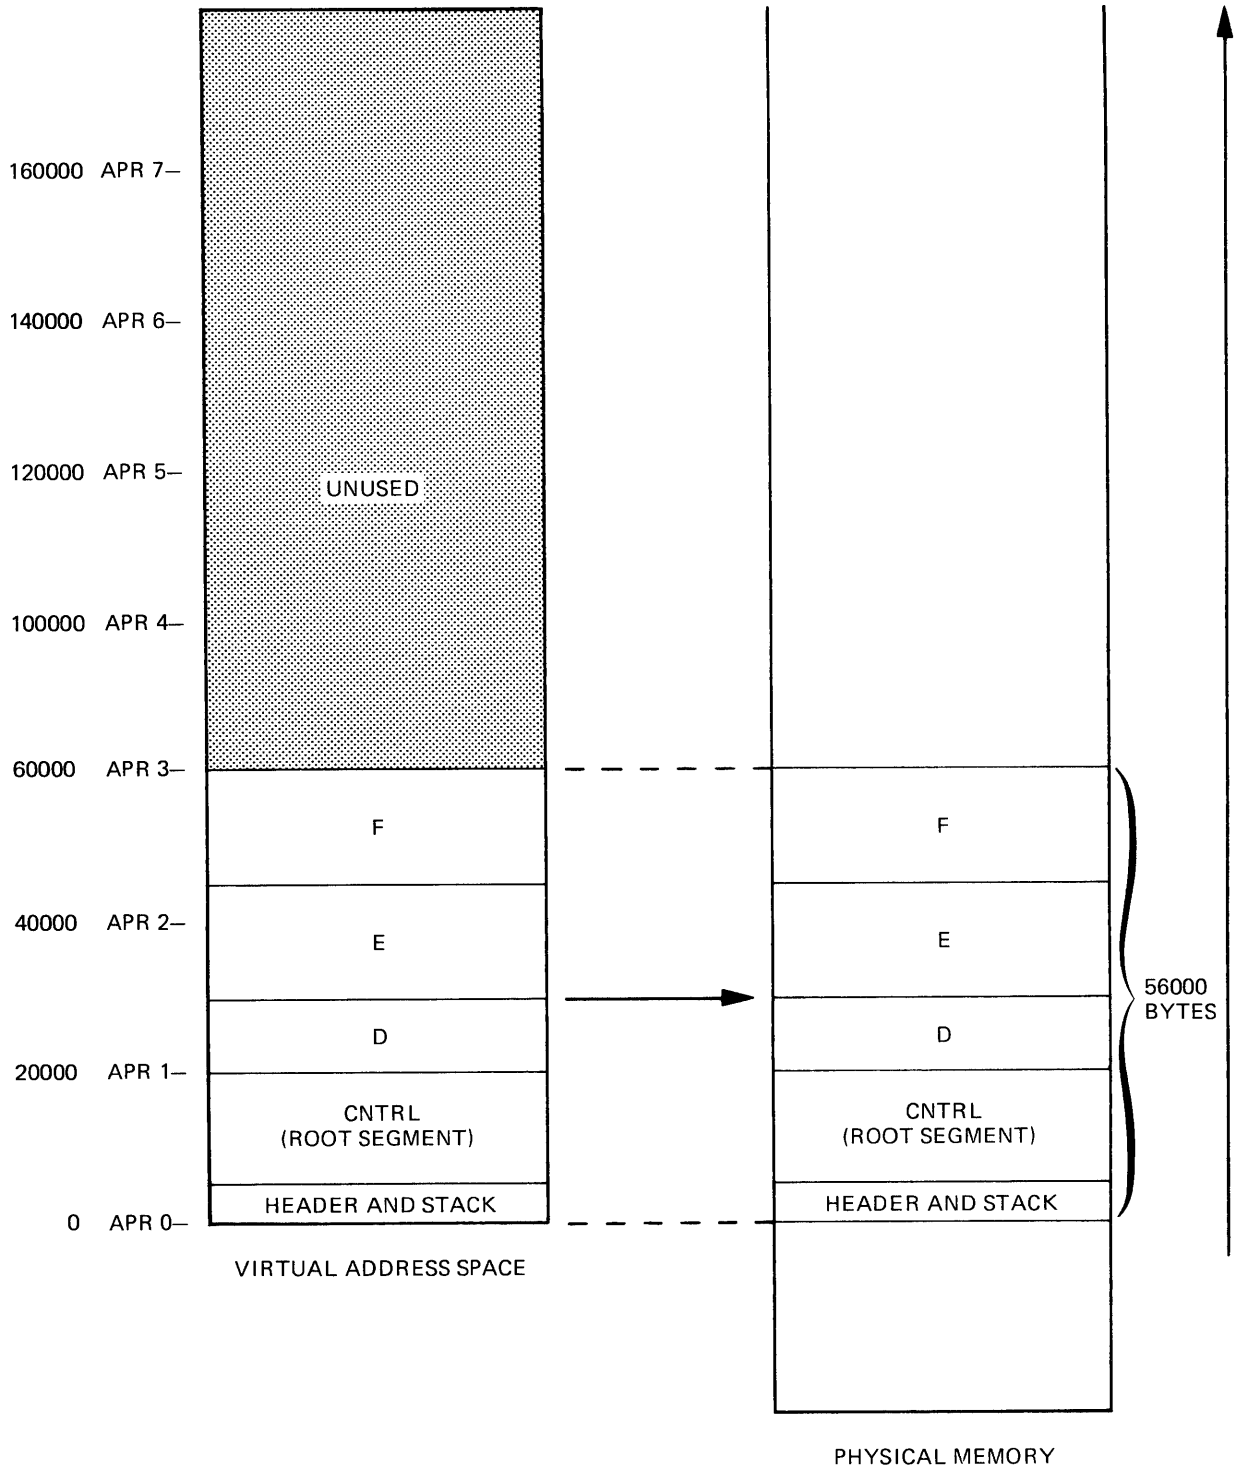 160000 APR 7–
140000 APR 6–
120000 APR 5–
UNUSED
100000 APR 4–
60000 APR 3–
F
F
40000 APR 2–
E
E
56000
BYTES
D
D
20000 APR 1–
CNTRL
(ROOT SEGMENT)
CNTRL
(ROOT SEGMENT)
HEADER AND STACK
HEADER AND STACK
0 APR 0–
VIRTUAL ADDRESS SPACE
PHYSICAL MEMORY